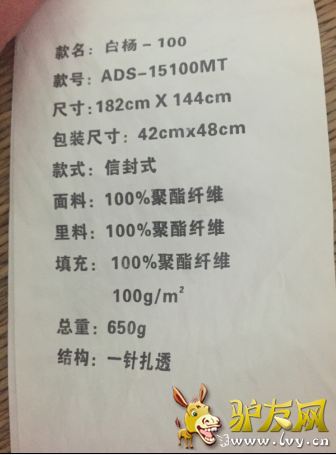 款名：白杨-100
款号：ADS-15100MT
尺寸:182cm X 144cm
包装尺寸：42cmx48cm
款式：信封式
面料：100%聚酯纤维
里料：100%聚酯纤维
填充：100%聚酯纤维
100g/m²
总重：650g
结构：一针扎透
驴友网
www.lvy.cn